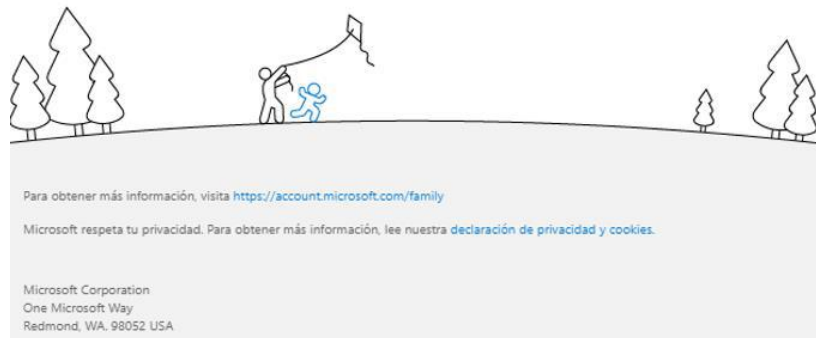 Para obtener más información, visita https://account.microsoft.com/family
Microsoft respeta tu privacidad. Para obtener más información, lee nuestra declaración de privacidad y cookies.
Microsoft Corporation
One Microsoft Way
Redmond, WA. 98052 USA